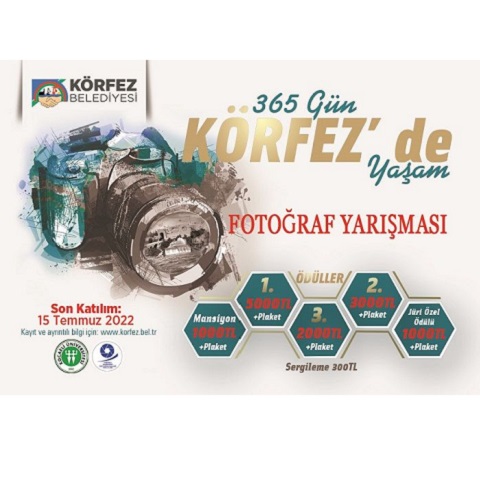 KÖRFEZ
BELEDİYESİ
365 Gün
KÖRFEZ' de
Yaşam
FOTOĞRAF YARIŞMASI
ÖDÜLLER
1.
5000TL
+Plaket
2.
3000TL
+Plaket
Mansiyon
1000TL
+Plaket
3.
2000TL
+Plaket
Jüri Özel
Ödülü
1000TL
+Plaket
Sergileme 300TL
Son Katılım:
15 Temmuz 2022
Kayıt ve ayrıntılı bilgi için: www.korfez.bel.tr